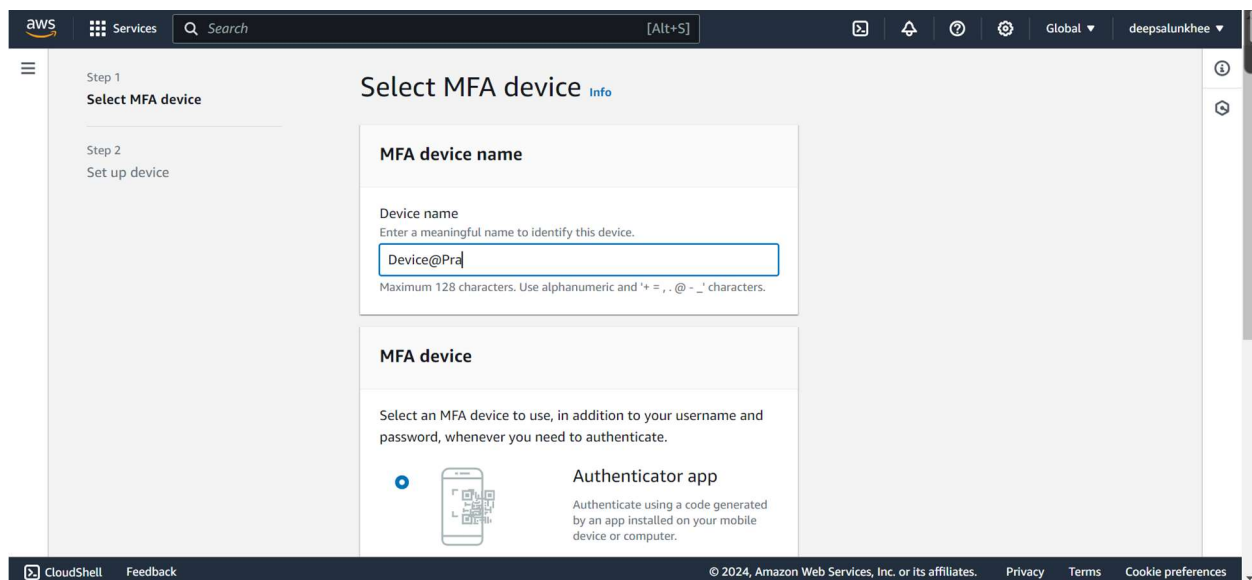 aws Services Search [Alt+S] Global deepsalunkhee
Step 1
Select MFA device
Step 2
Set up device
Select MFA device Info
MFA device name
Device name
Enter a meaningful name to identify this device.
Device@Pra
Maximum 128 characters. Use alphanumeric and '+ = , . @ - _' characters.
MFA device
Select an MFA device to use, in addition to your username and
password, whenever you need to authenticate.
Authenticator app
Authenticate using a code generated
by an app installed on your mobile
device or computer.
CloudShell Feedback © 2024, Amazon Web Services, Inc. or its affiliates. Privacy Terms Cookie preferences